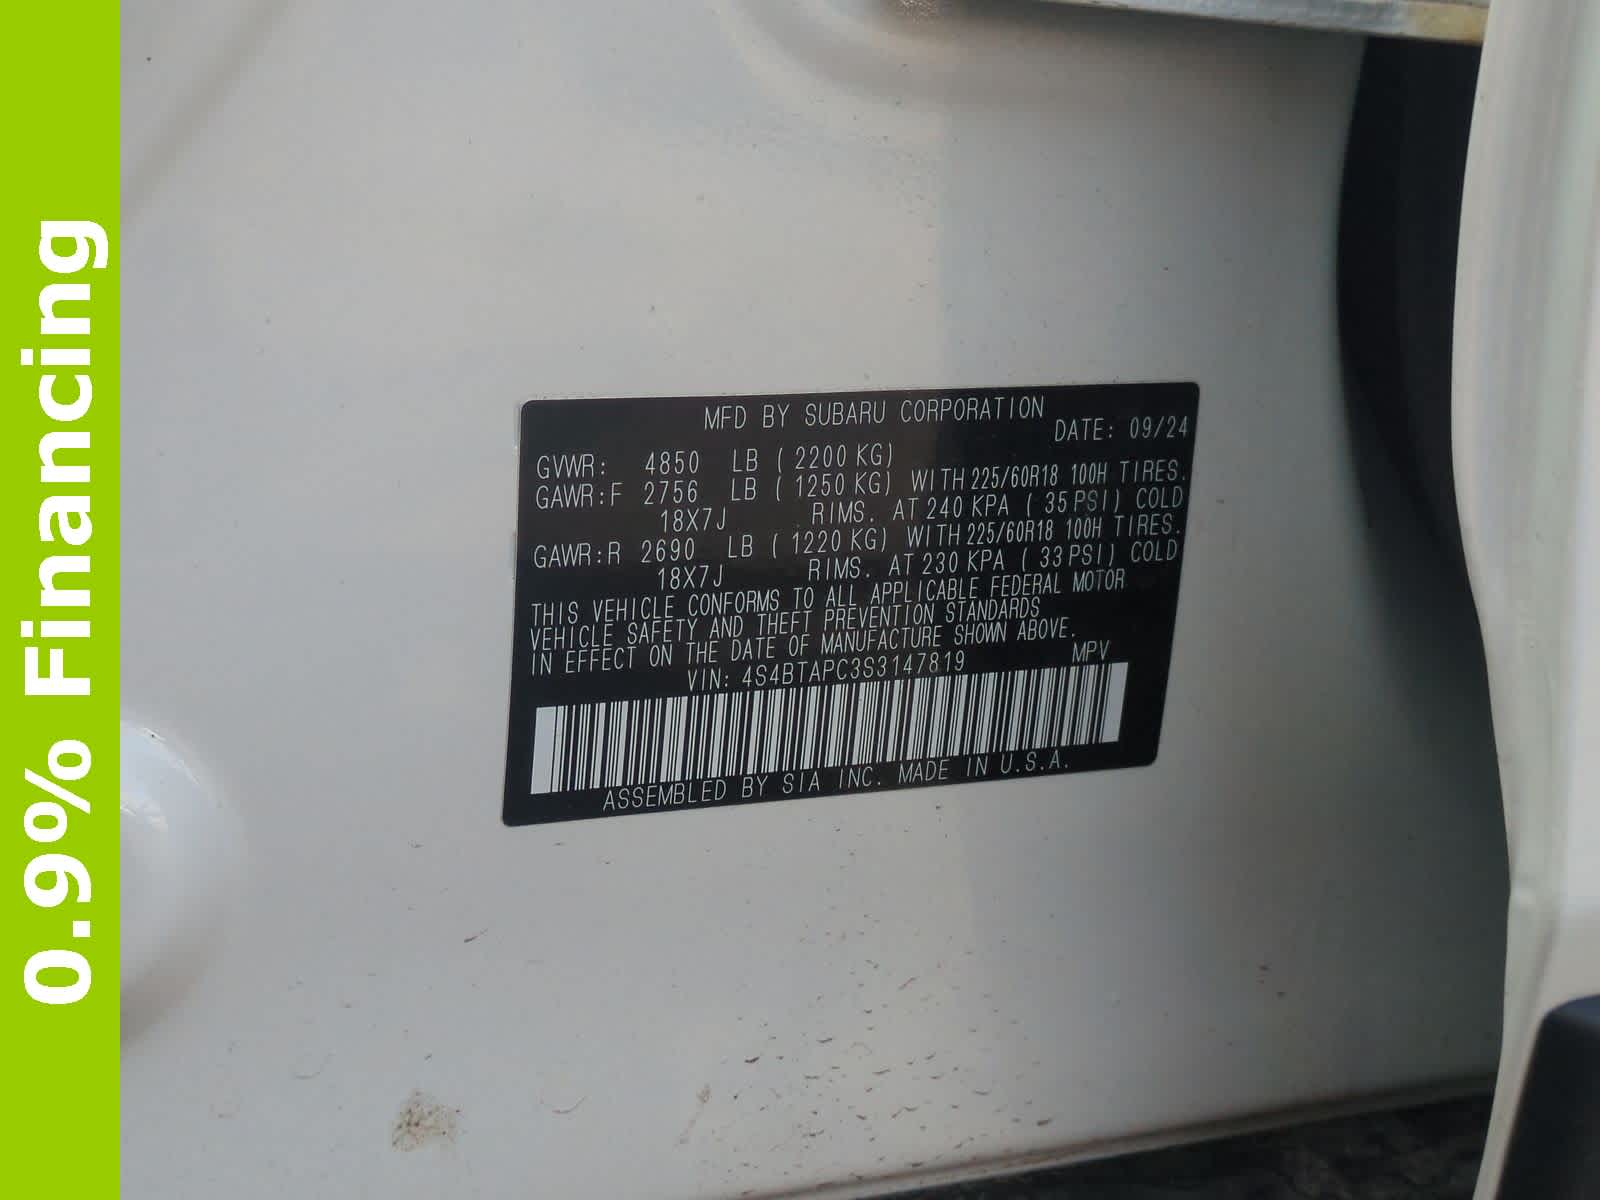 0.9% Financing
MFD BY SUBARU CORPORATION
DATE: 09/24
GVWR: 4850 LB ( 2200 KG)
GAWR:F 2756 LB ( 1250 KG) WITH 225/60R18 100H TIRES.
18X7J RIMS. AT 240 KPA ( 35 PSI) COLD
GAWR:R 2690 LB ( 1220 KG) WITH 225/60R18 100H TIRES.
18X7J RIMS. AT 230 KPA ( 33 PSI) COLD
THIS VEHICLE CONFORMS TO ALL APPLICABLE FEDERAL MOTOR
VEHICLE SAFETY AND THEFT PREVENTION STANDARDS
IN EFFECT ON THE DATE OF MANUFACTURE SHOWN ABOVE.
VIN: 4S4BTAPC3S3147819 MPV
ASSEMBLED BY SIA INC. MADE IN U.S.A.